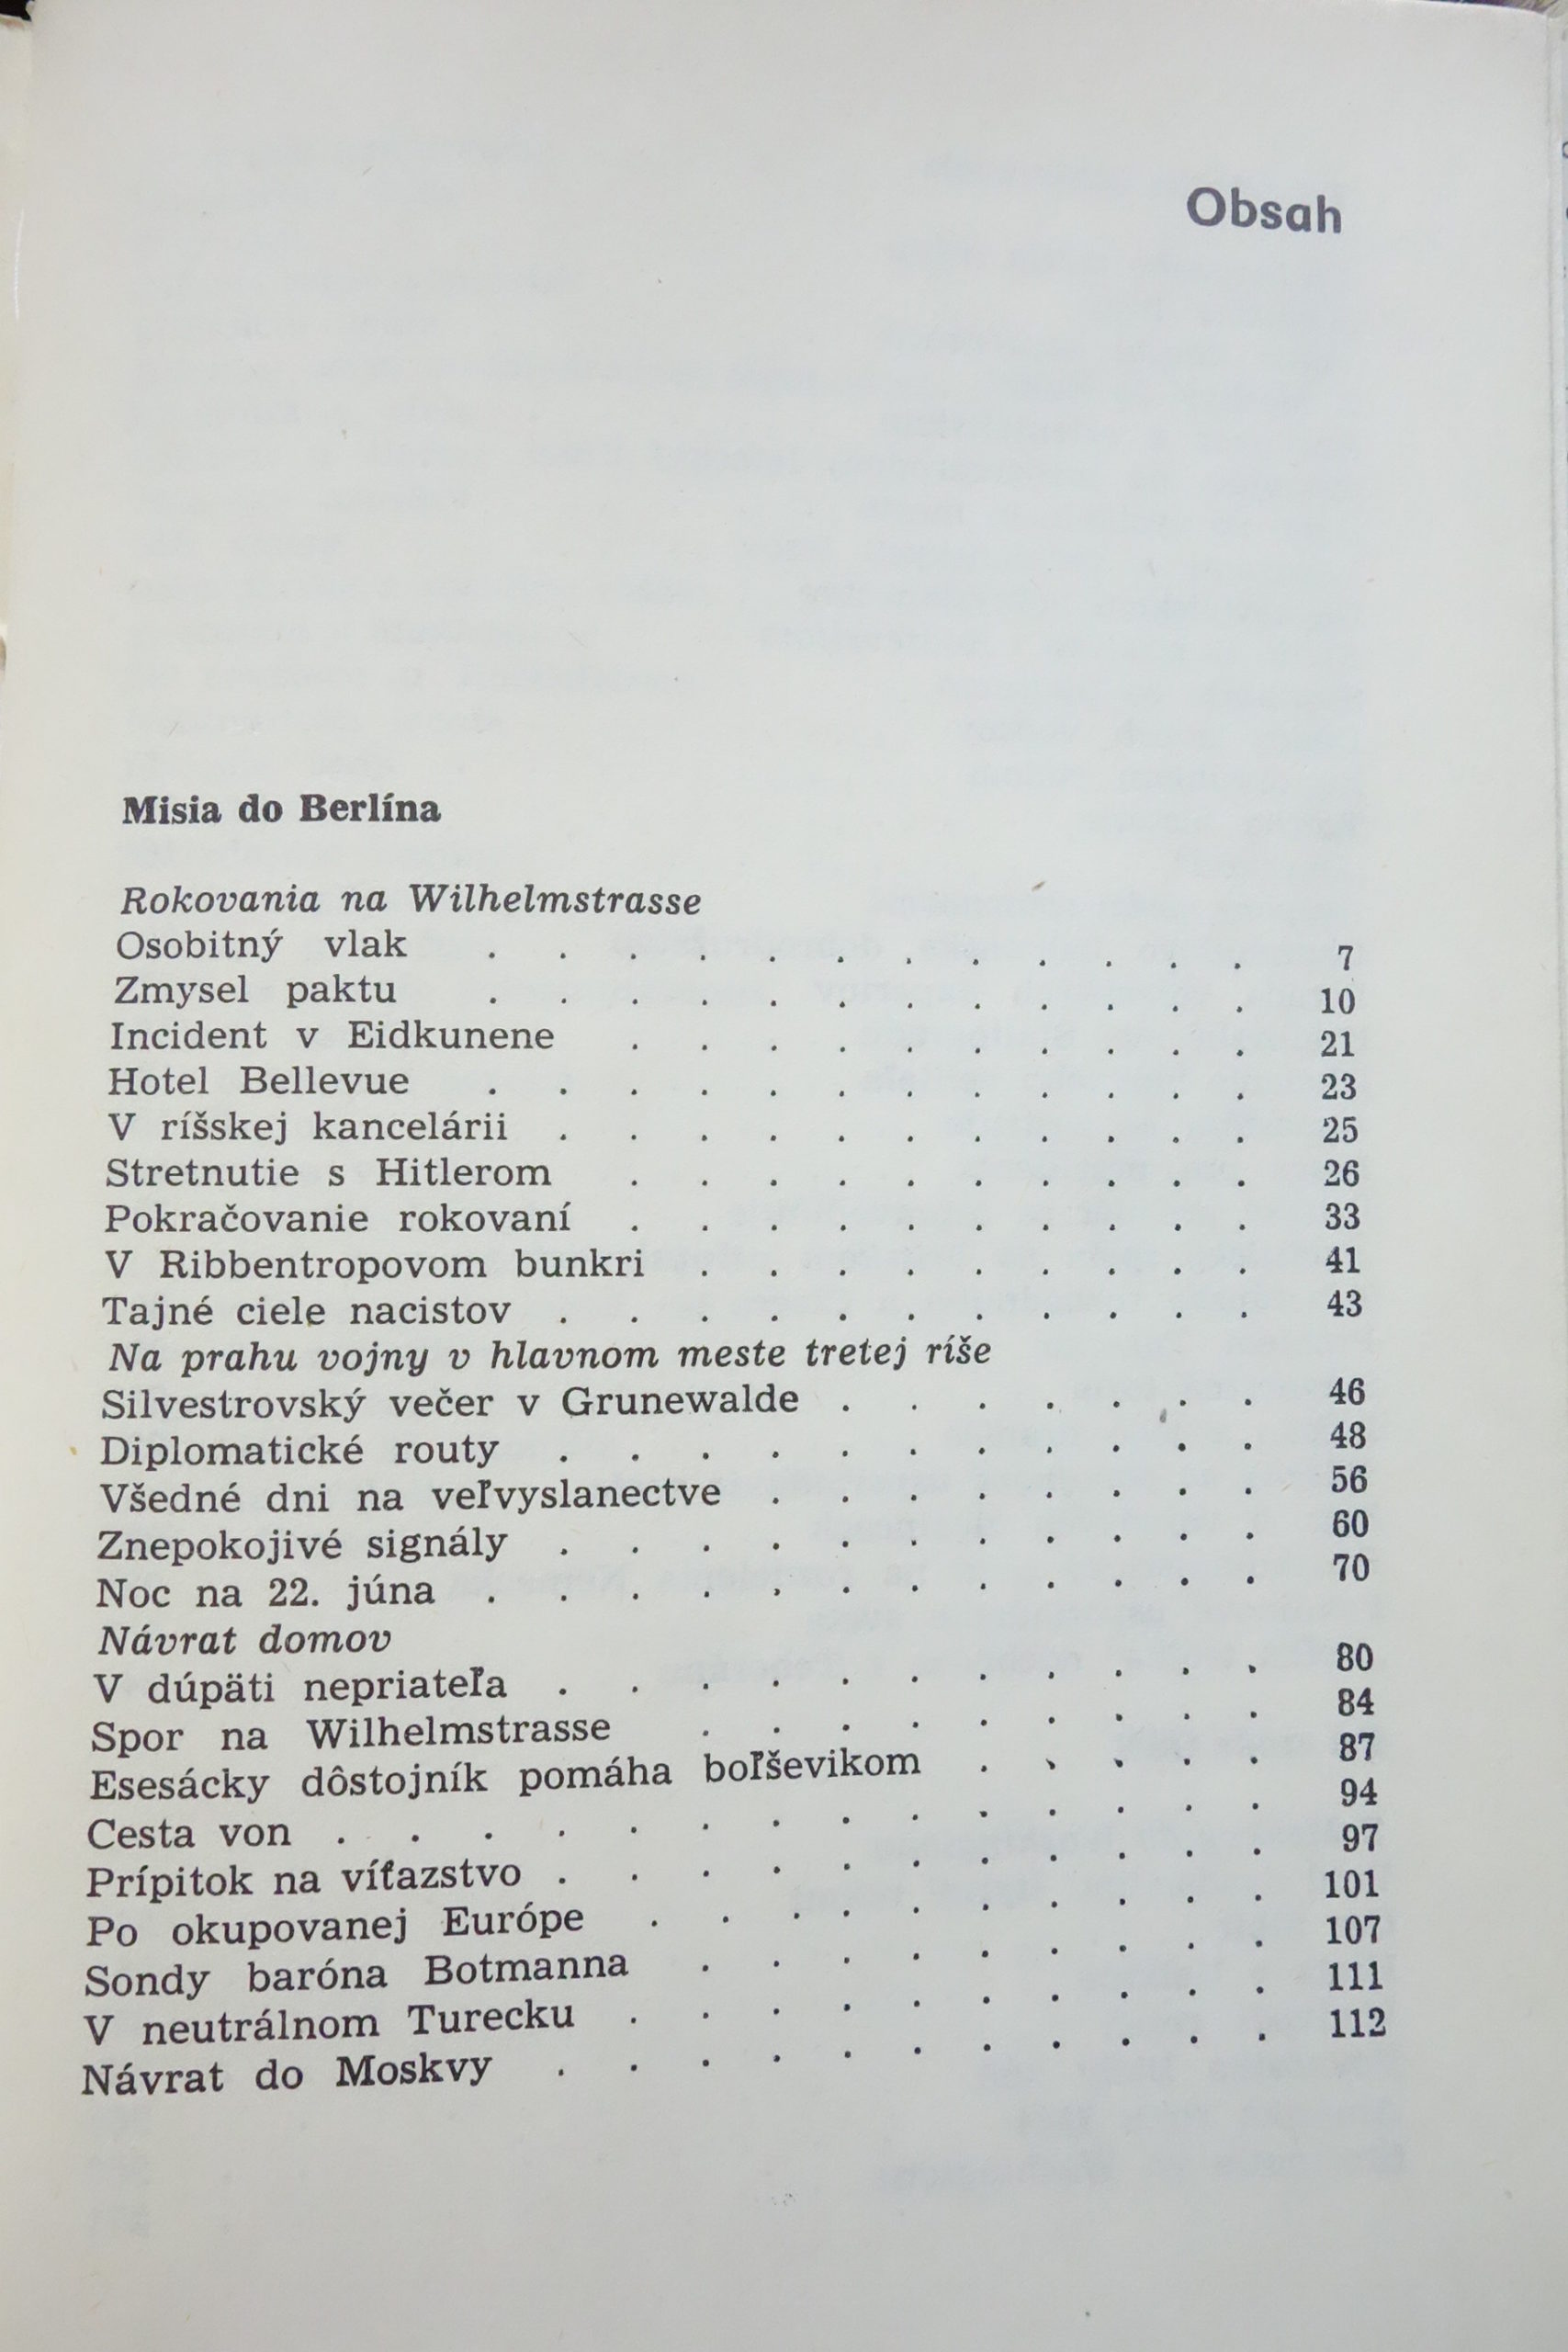 Obsah
Misia do Berlína
Rokovania na Wilhelmstrasse
Osobitný vlak . . . . . . . . . . . . 7
Zmysel paktu . . . . . . . . . . . . 10
Incident v Eidkunene . . . . . . . . . . 21
Hotel Bellevue . . . . . . . . . . . . 23
V ríšskej kancelárii . . . . . . . . . . . 25
Stretnutie s Hitlerom . . . . . . . . . . 26
Pokračovanie rokovaní . . . . . . . . . . 33
V Ribbentropovom bunkri . . . . . . . . . 41
Tajné ciele nacistov . . . . . . . . . . . 43
Na prahu vojny v hlavnom meste tretej ríše
Silvestrovský večer v Grunewalde . . . . . . . 46
Diplomatické routy . . . . . . . . . . . 48
Všedné dni na veľvyslanectve . . . . . . . . 56
Znepokojivé signály . . . . . . . . . . . 60
Noc na 22. júna . . . . . . . . . . . . 70
Návrat domov
V dúpäti nepriateľa . . . . . . . . . . . 80
Spor na Wilhelmstrasse . . . . . . . . . 84
Esesácky dôstojník pomáha boľševikom . . . . . 87
Cesta von . . . . . . . . . . . . . . 94
Prípitok na víťazstvo . . . . . . . . . . . 97
Po okupovanej Európe . . . . . . . . . . 101
Sondy baróna Botmanna . . . . . . . . . 107
V neutrálnom Turecku . . . . . . . . . . 111
Návrat do Moskvy . . . . . . . . . . . 112